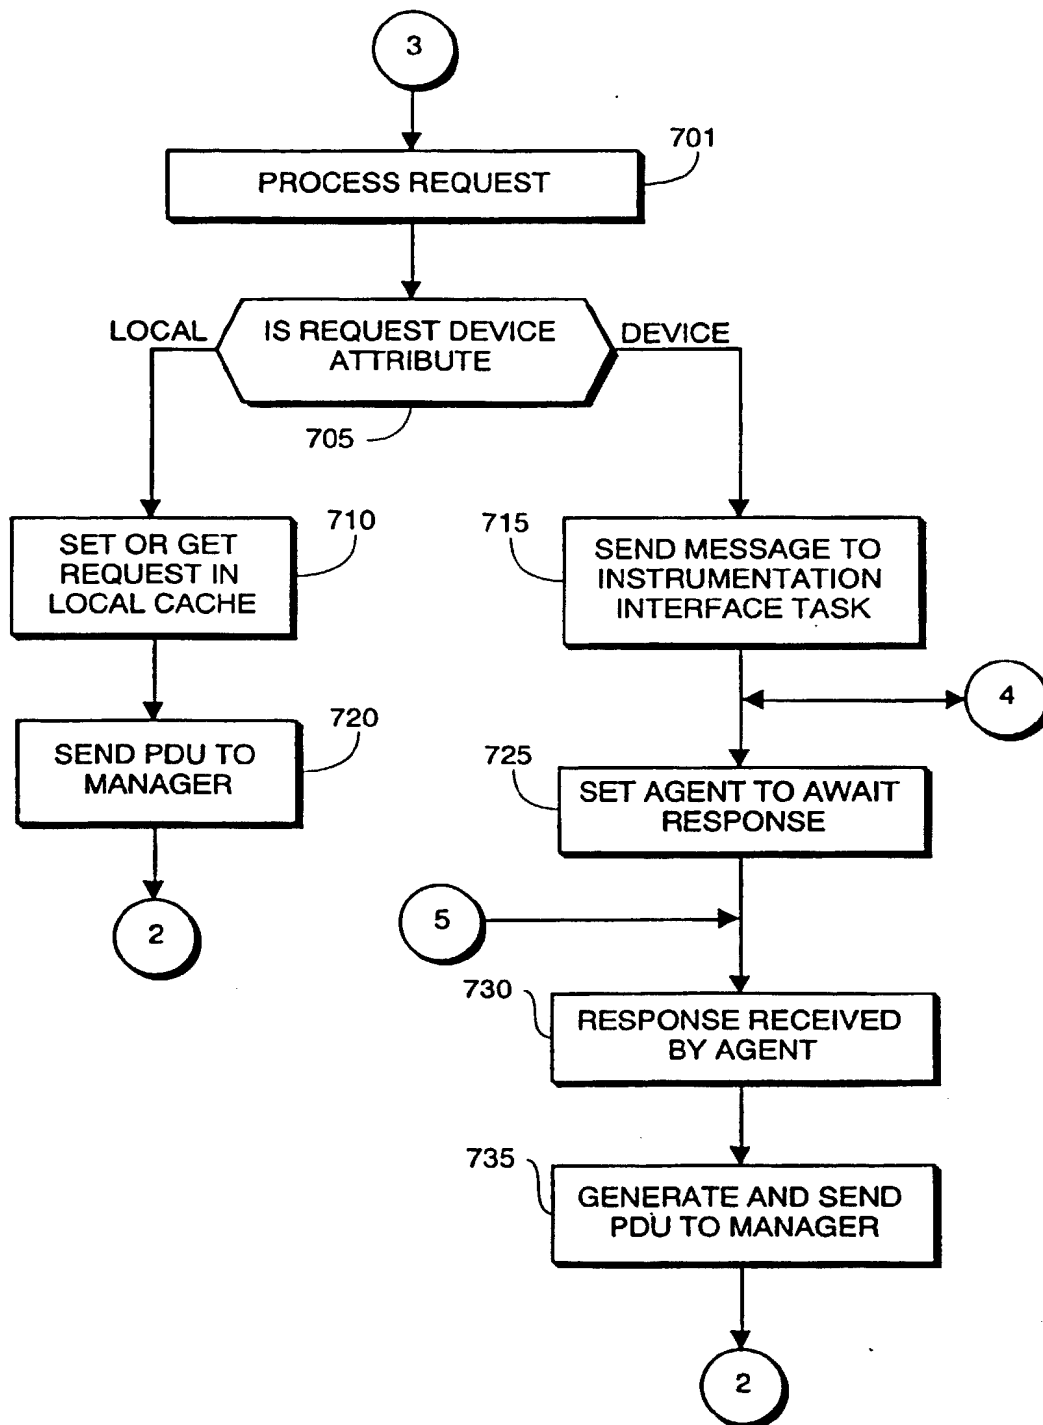 3
701
PROCESS REQUEST
LOCAL
IS REQUEST DEVICE
ATTRIBUTE
DEVICE
705
710
SET OR GET
REQUEST IN
LOCAL CACHE
715
SEND MESSAGE TO
INSTRUMENTATION
INTERFACE TASK
4
720
SEND PDU TO
MANAGER
725
SET AGENT TO AWAIT
RESPONSE
2
5
730
RESPONSE RECEIVED
BY AGENT
735
GENERATE AND SEND
PDU TO MANAGER
2